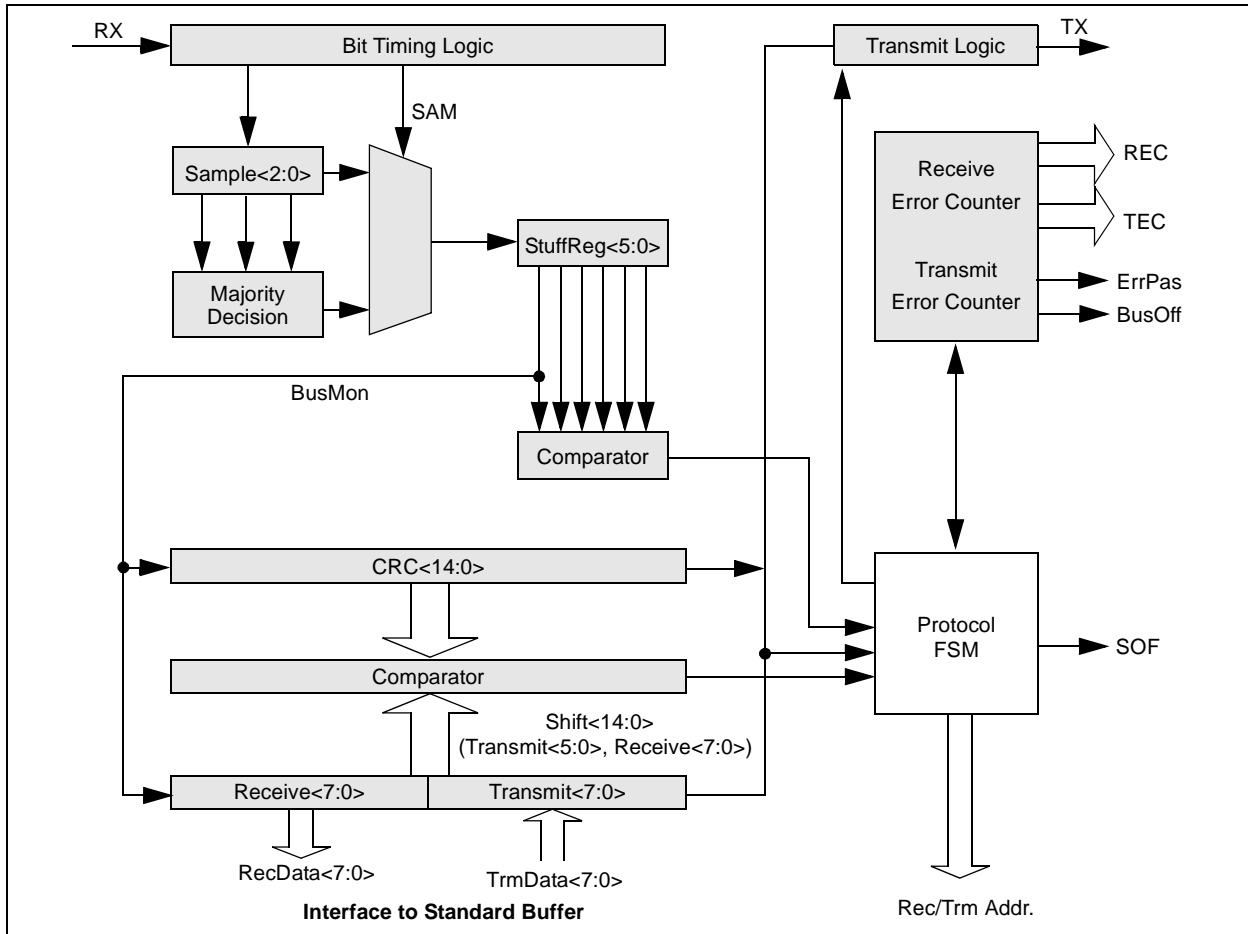 RX
Bit Timing Logic
Transmit Logic
TX
SAM
Sample<2:0>
Receive
Error Counter
REC
StuffReg<5:0>
TEC
Majority
Decision
Transmit
Error Counter
ErrPas
BusOff
BusMon
Comparator
CRC<14:0>
Protocol
FSM
SOF
Comparator
Shift<14:0>
(Transmit<5:0>, Receive<7:0>)
Receive<7:0>
Transmit<7:0>
RecData<7:0>
TrmData<7:0>
Interface to Standard Buffer
Rec/Trm Addr.